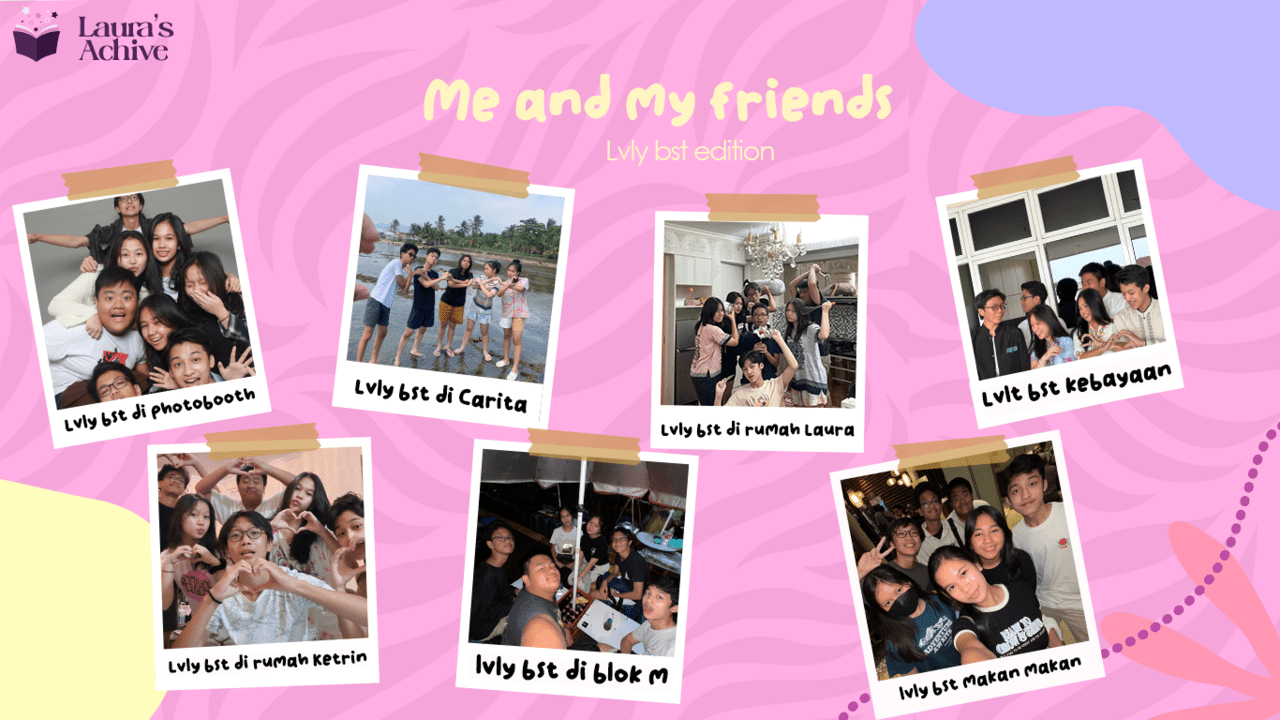 Laura's
Achive
Me and my friends
Lvly bst edition
Lvly bst di photobooth
Lvly bst di Carita
Lvly bst di rumah Laura
Lvlt bst kebayaan
Lvly bst di rumah Ketrin
lvly bst di blok M
lvly bst Makan Makan
ADVENTURE
AWAITS